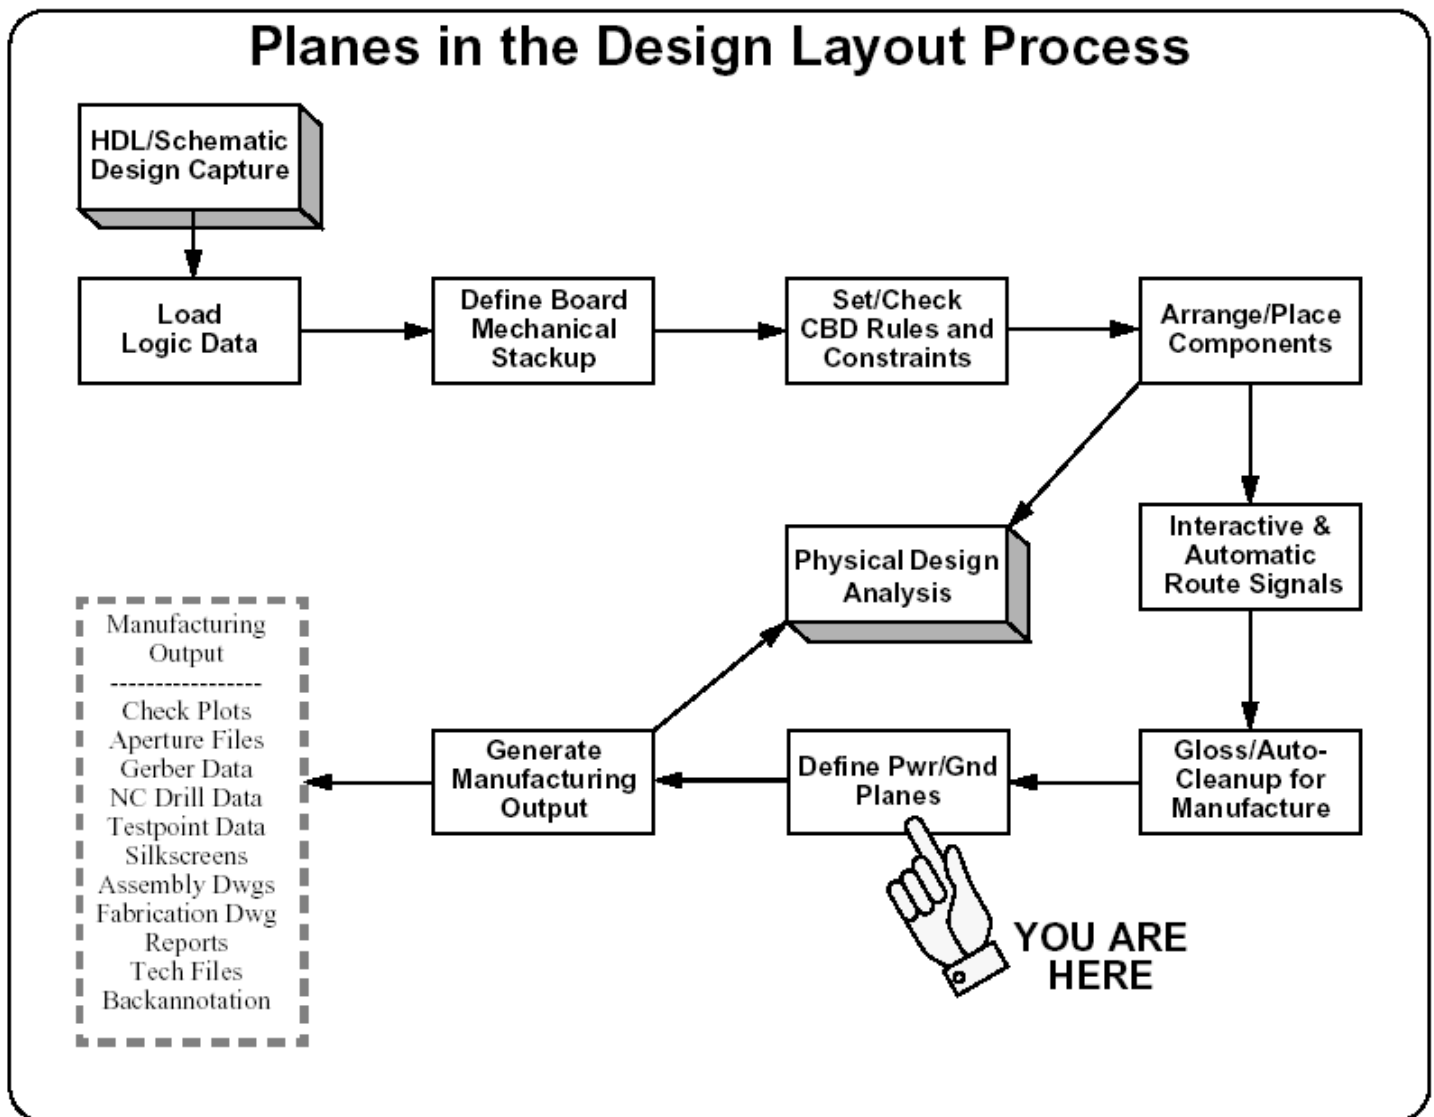 Planes in the Design Layout Process
HDL/Schematic
Design Capture
Load
Logic Data
Define Board
Mechanical
Stackup
Set/Check
CBD Rules and
Constraints
Arrange/Place
Components
Physical Design
Analysis
Interactive &
Automatic
Route Signals
Manufacturing
Output
-----------------
Check Plots
Aperture Files
Gerber Data
NC Drill Data
Testpoint Data
Silkscreens
Assembly Dwgs
Fabrication Dwg
Reports
Tech Files
Backannotation
Generate
Manufacturing
Output
Define Pwr/Gnd
Planes
Gloss/Auto-
Cleanup for
Manufacture
YOU ARE
HERE